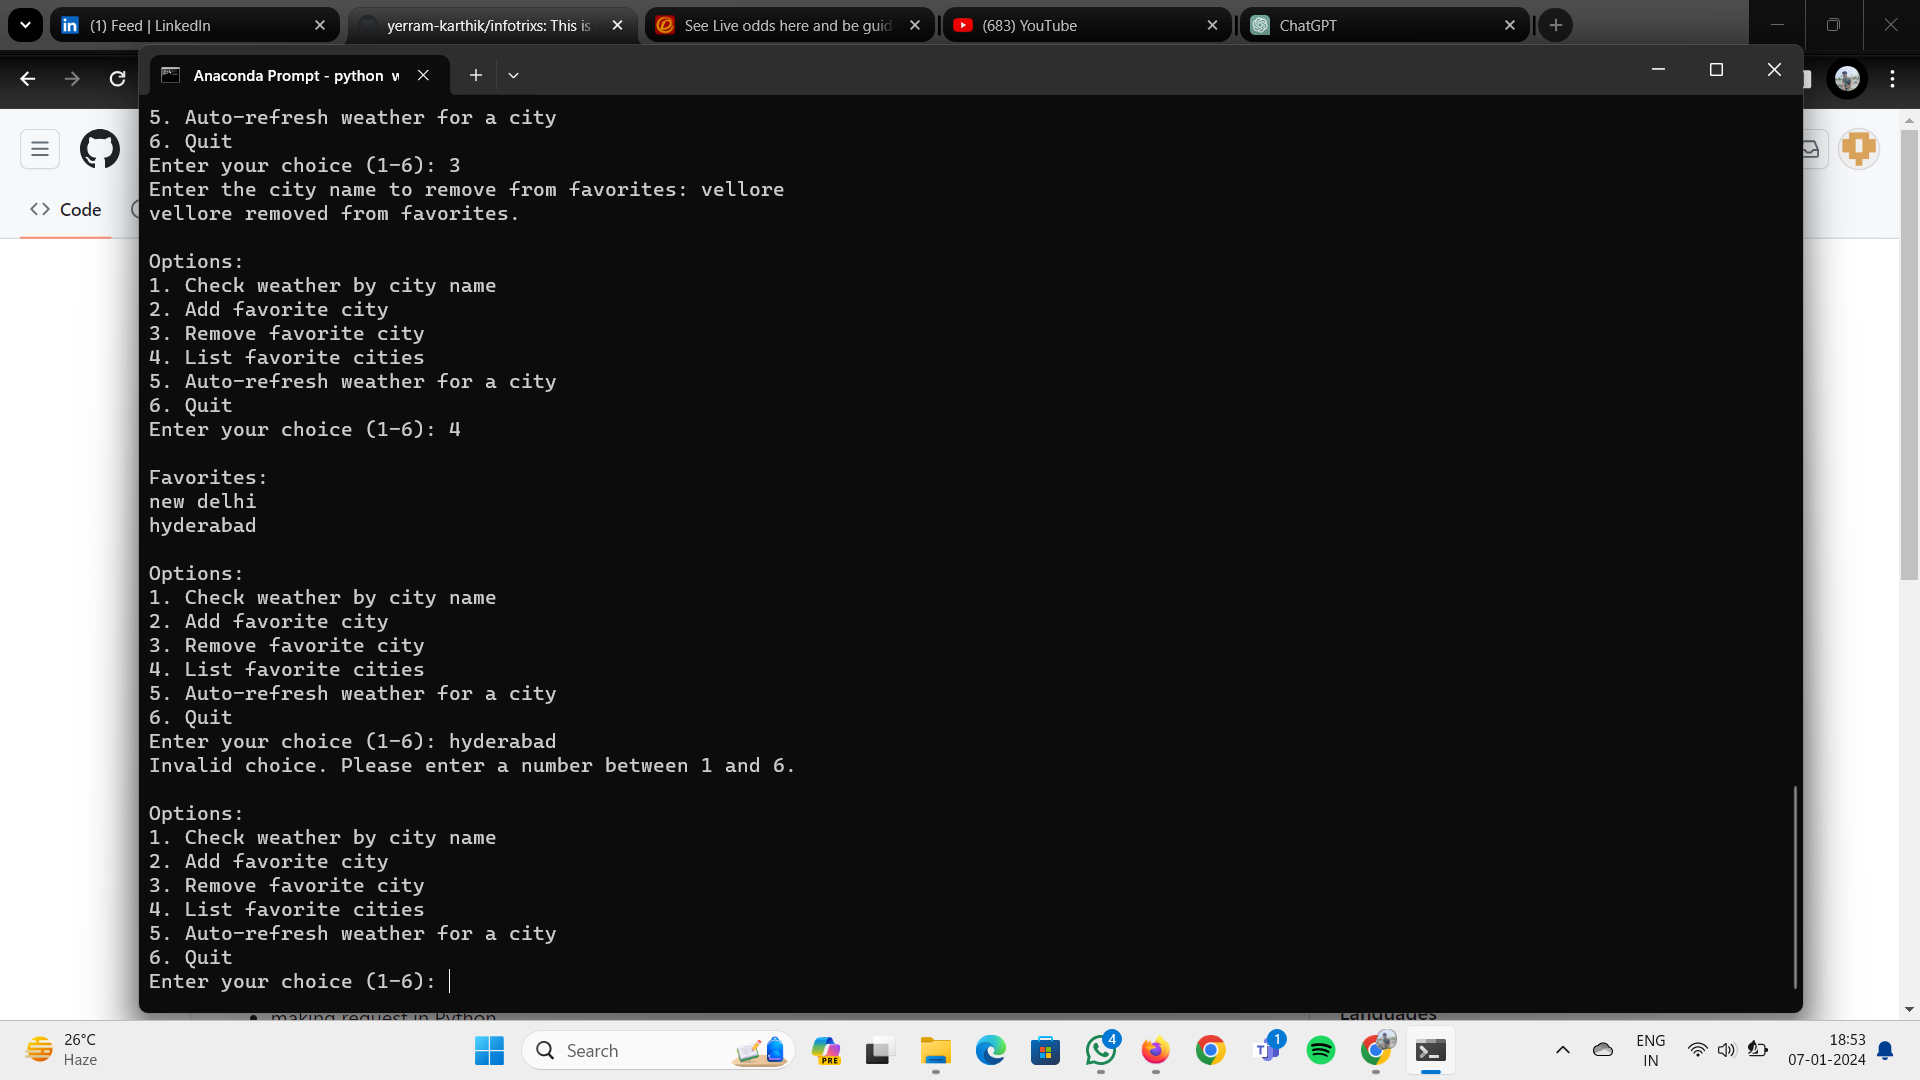 (1) Feed | LinkedIn
yerram-karthik/infotrixs: This is
See Live odds here and be guid
(683) YouTube
ChatGPT
Anaconda Prompt - python
Code
5. Auto-refresh weather for a city
6. Quit
Enter your choice (1-6): 3
Enter the city name to remove from favorites: vellore
vellore removed from favorites.
Options:
1. Check weather by city name
2. Add favorite city
3. Remove favorite city
4. List favorite cities
5. Auto-refresh weather for a city
6. Quit
Enter your choice (1-6): 4
Favorites:
new delhi
hyderabad
Options:
1. Check weather by city name
2. Add favorite city
3. Remove favorite city
4. List favorite cities
5. Auto-refresh weather for a city
6. Quit
Enter your choice (1-6): hyderabad
Invalid choice. Please enter a number between 1 and 6.
Options:
1. Check weather by city name
2. Add favorite city
3. Remove favorite city
4. List favorite cities
5. Auto-refresh weather for a city
6. Quit
Enter your choice (1-6):
making request in Python
Languages
26°C
Haze
Search
PRE
4
1
ENG
IN
18:53
07-01-2024